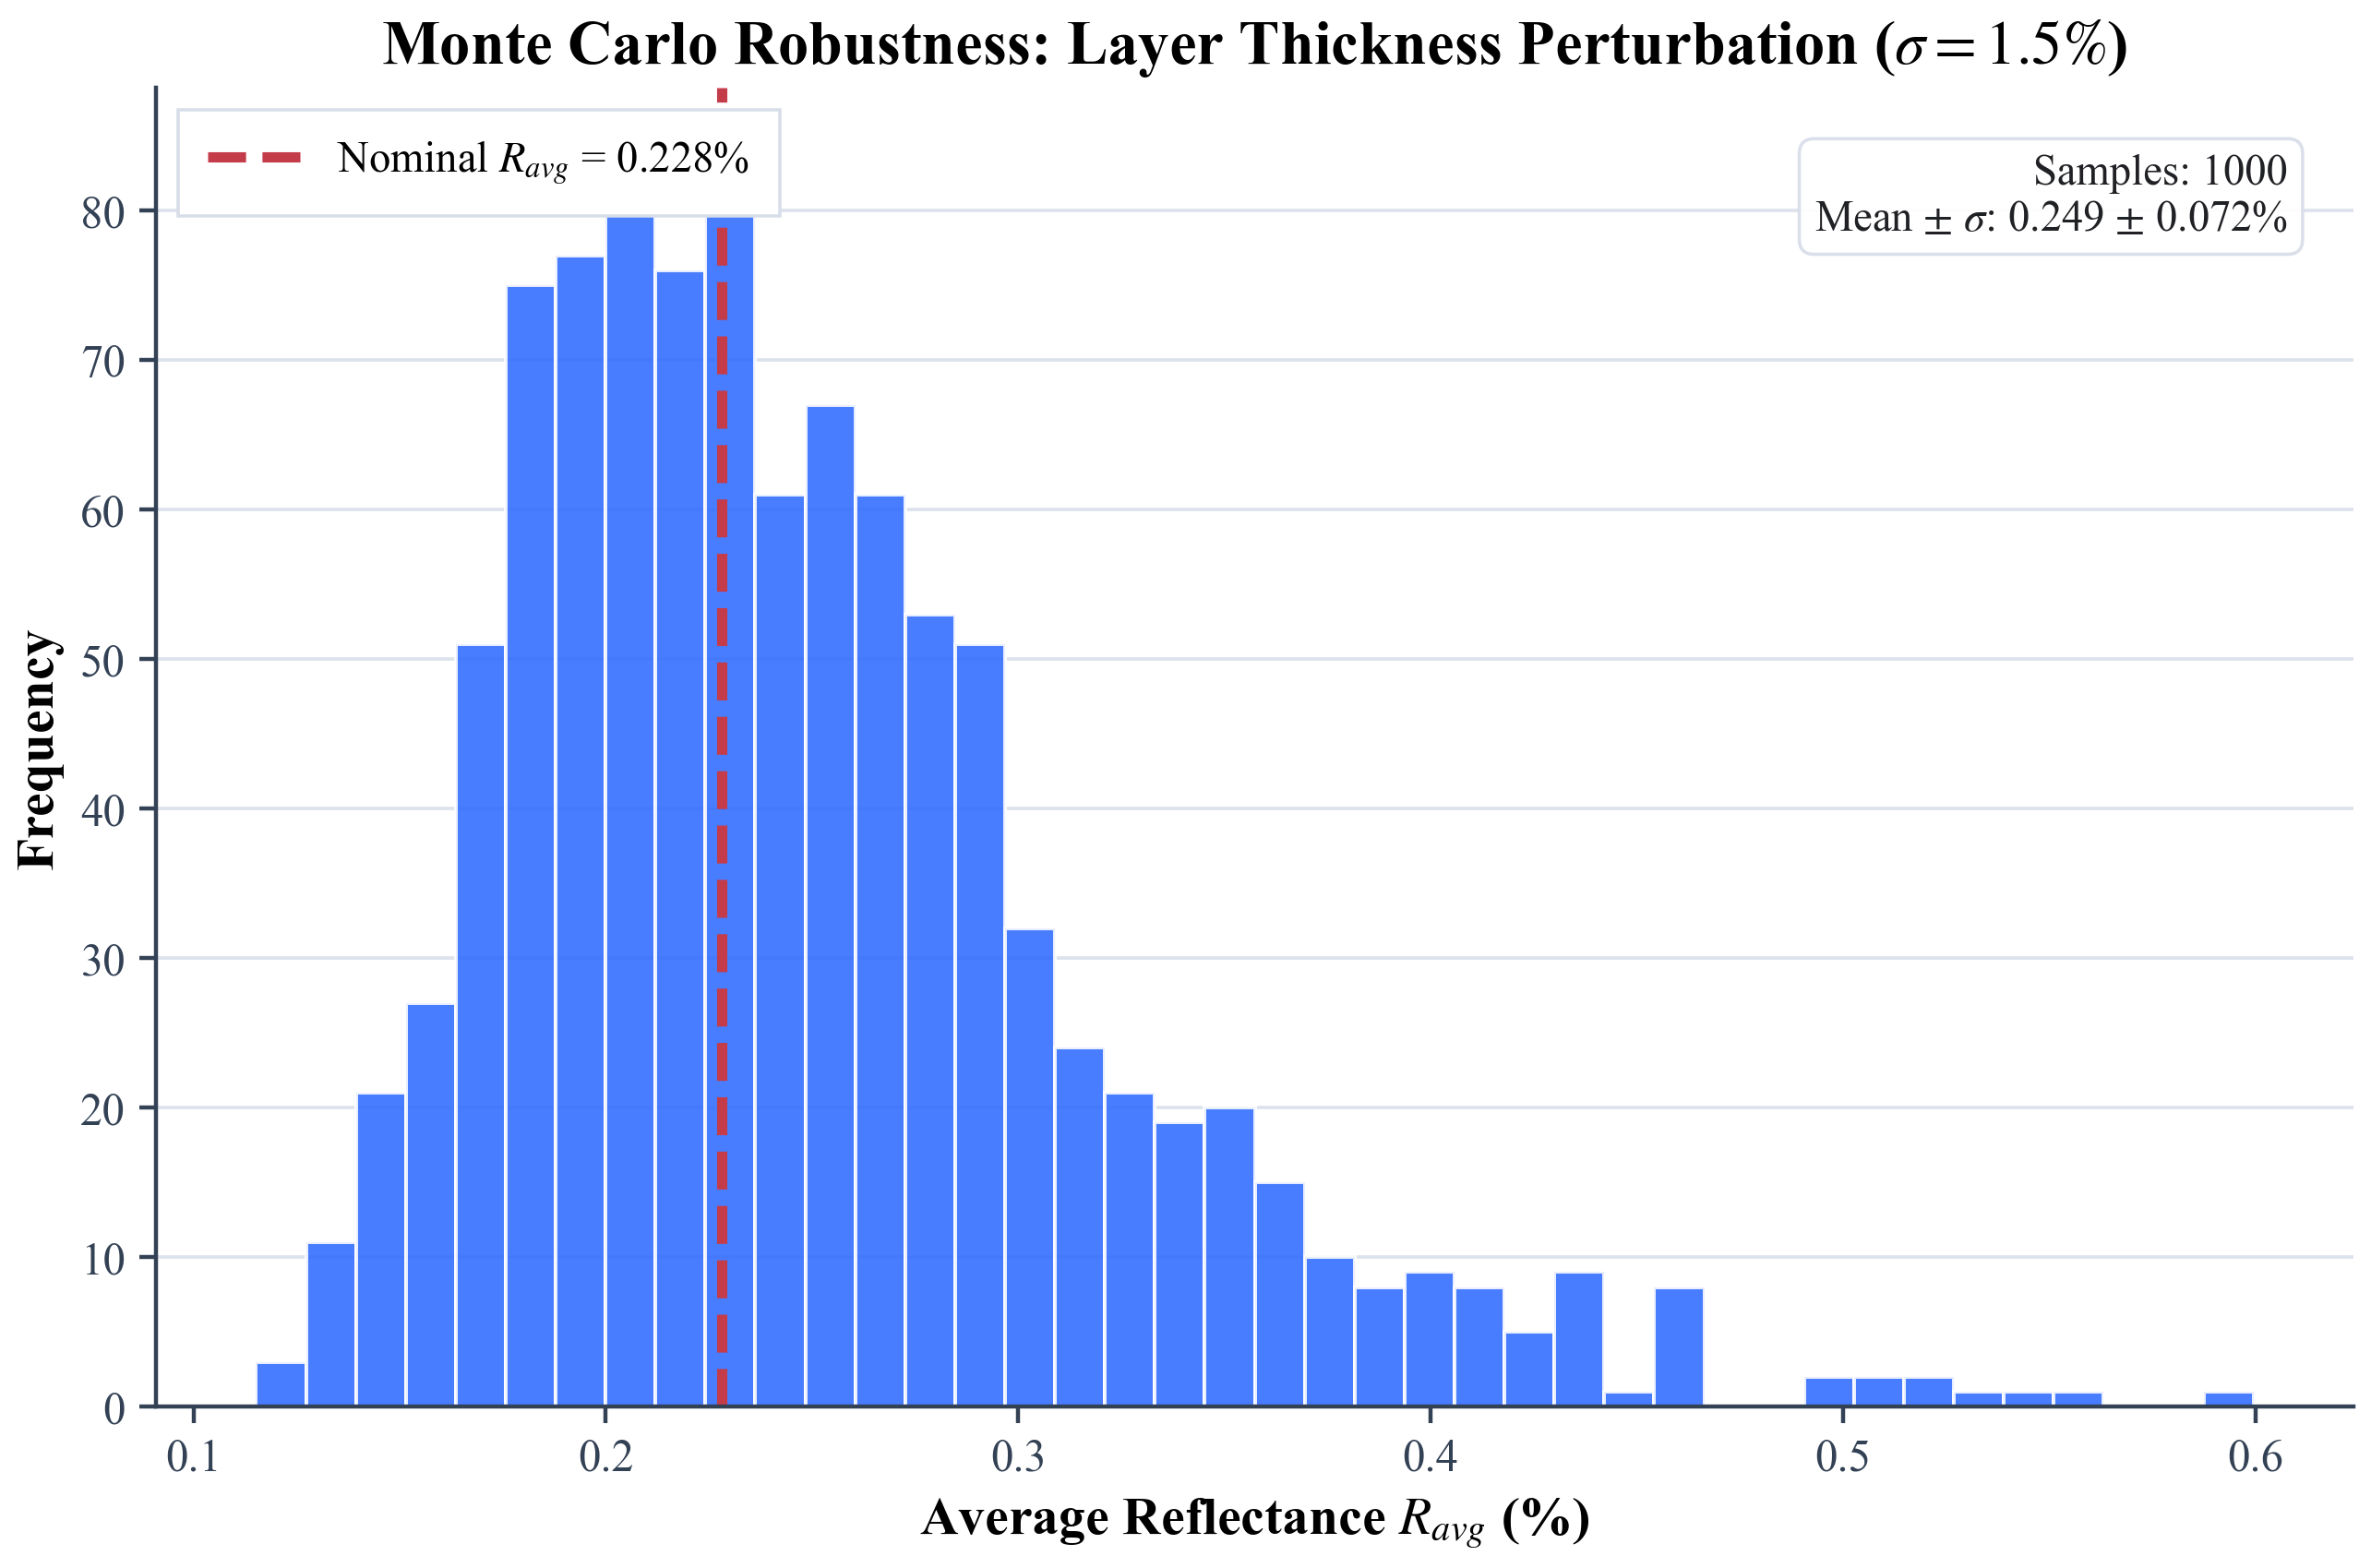 Monte Carlo Robustness: Layer Thickness Perturbation (σ = 1.5%)
Nominal R_avg = 0.228%
Samples: 1000
Mean ± σ: 0.249 ± 0.072%
Frequency
80
70
60
50
40
30
20
10
0
0.1 0.2 0.3 0.4 0.5 0.6
Average Reflectance R_avg (%)